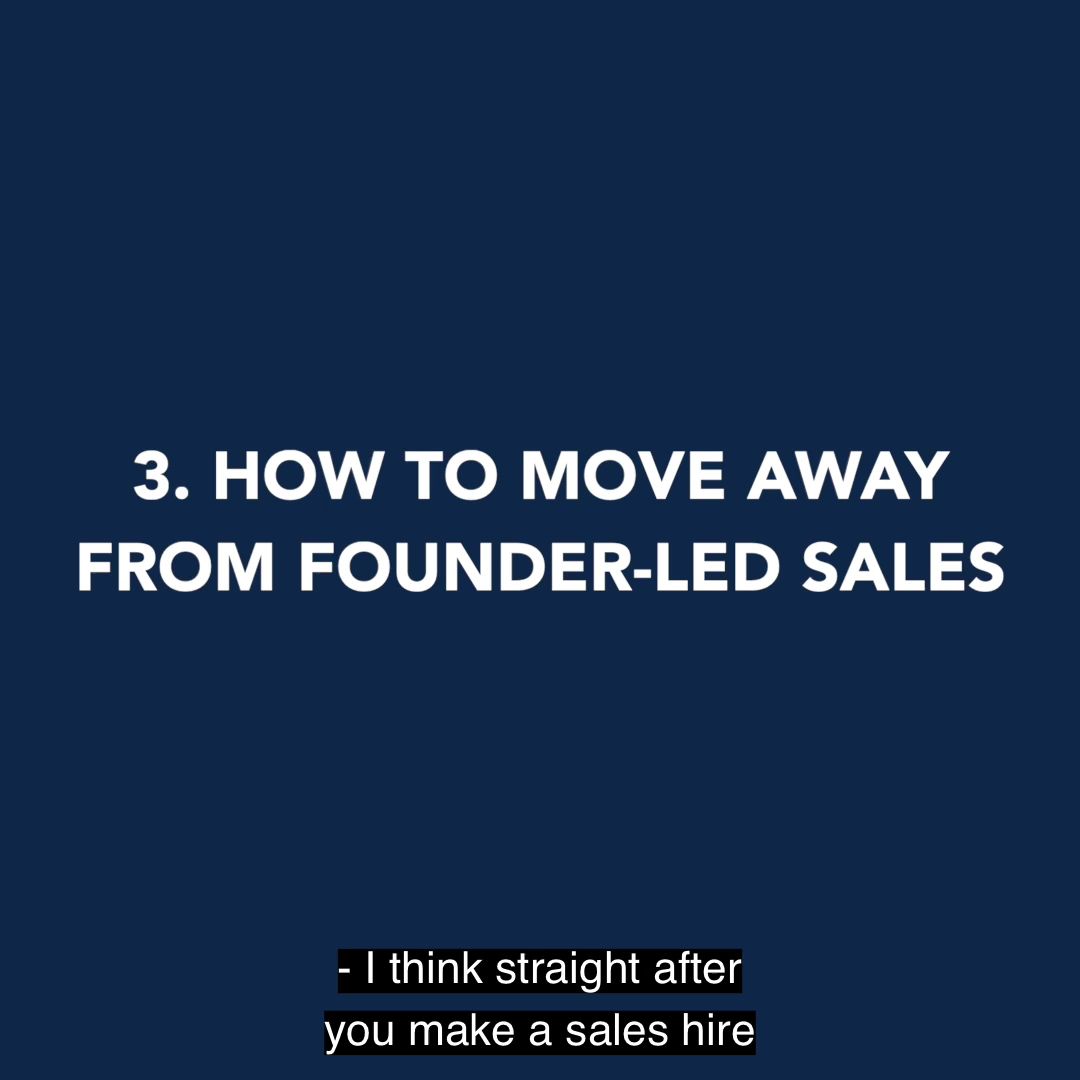 3. HOW TO MOVE AWAY
FROM FOUNDER-LED SALES
- I think straight after
you make a sales hire